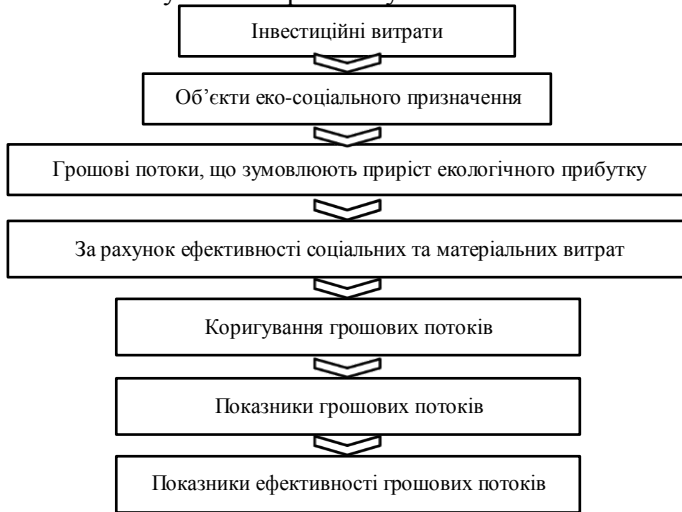 Інвестиційні витрати
Об’єкти еко-соціального призначення
Грошові потоки, що зумовлюють приріст екологічного прибутку
За рахунок ефективності соціальних та матеріальних витрат
Коригування грошових потоків
Показники грошових потоків
Показники ефективності грошових потоків